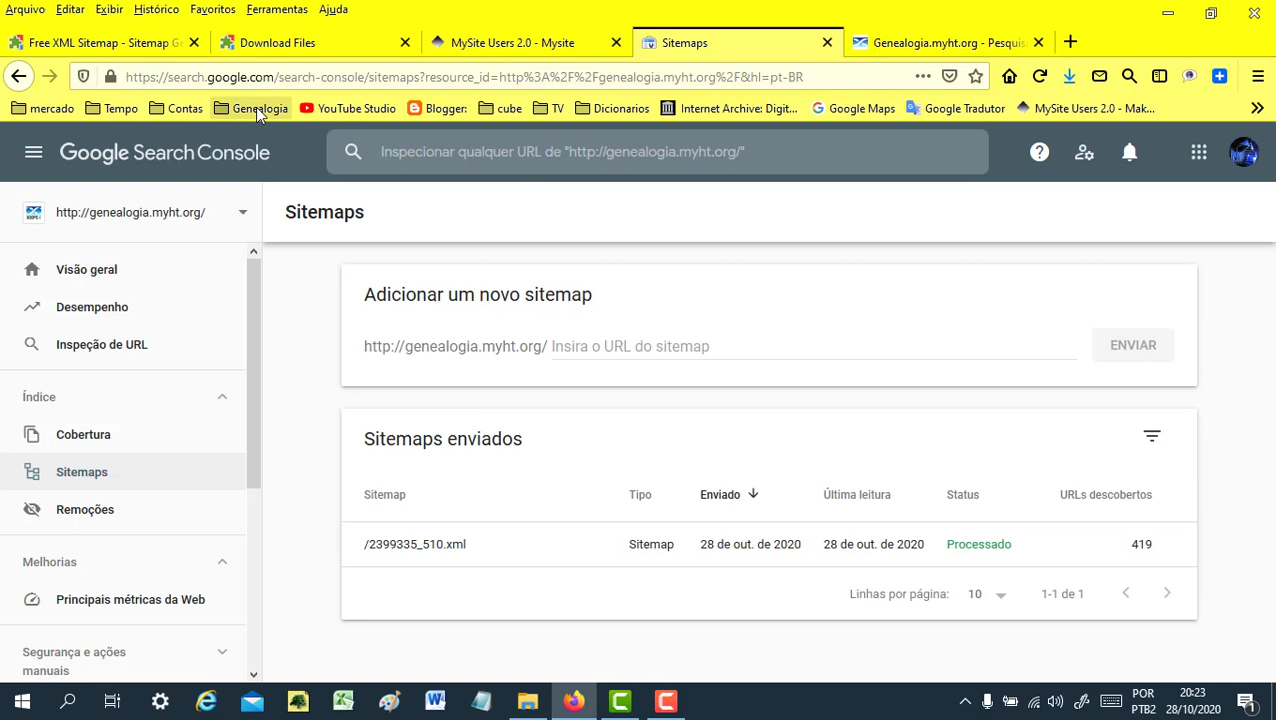 Arquivo Editar Exibir Histórico Favoritos Ferramentas Ajuda
Free XML Sitemap - Sitemap Ge
Download Files
MySite Users 2.0 - Mysite
Sitemaps
Genealogia.myht.org - Pesquis
https://search.google.com/search-console/sitemaps?resource_id=http%3A%2F%2Fgenealogia.myht.org%2F&hl=pt-BR
mercado Tempo Contas Genealogia YouTube Studio Blogger: cube TV Dicionarios Internet Archive: Digit... Google Maps Google Tradutor MySite Users 2.0 - Mak...
Google Search Console
Inspecionar qualquer URL de "http://genealogia.myht.org/"
http://genealogia.myht.org/
Sitemaps
Visão geral
Desempenho
Inspeção de URL
Índice
Cobertura
Sitemaps
Remoções
Melhorias
Principais métricas da Web
Segurança e ações
manuais
Adicionar um novo sitemap
http://genealogia.myht.org/ Insira o URL do sitemap
ENVIAR
Sitemaps enviados
Sitemap Tipo Enviado Última leitura Status URLs descobertos
/2399335_510.xml Sitemap 28 de out. de 2020 28 de out. de 2020 Processado 419
Linhas por página: 10 1-1 de 1
POR
PTB2
20:23
28/10/2020
1